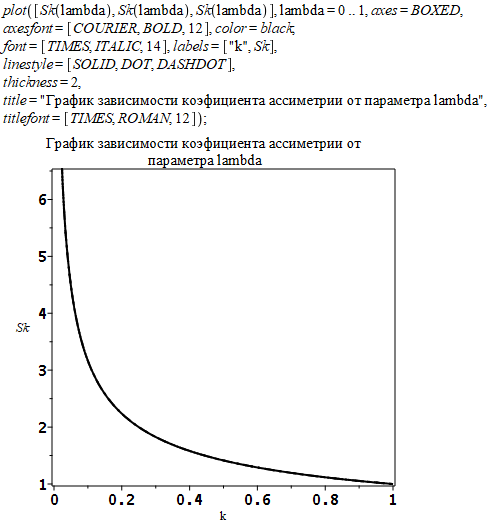 plot([Sk(lambda), Sk(lambda), Sk(lambda)], lambda = 0 .. 1, axes = BOXED,
axesfont = [COURIER, BOLD, 12], color = black,
font = [TIMES, ITALIC, 14], labels = ["k", Sk],
linestyle = [SOLID, DOT, DASHDOT],
thickness = 2,
title = "График зависимости коэфициента ассиметрии от параметра lambda",
titlefont = [TIMES, ROMAN, 12]);
График зависимости коэфициента ассиметрии от
параметра lambda
6
5
4
Sk
3
2
1
0 0.2 0.4 0.6 0.8 1
k